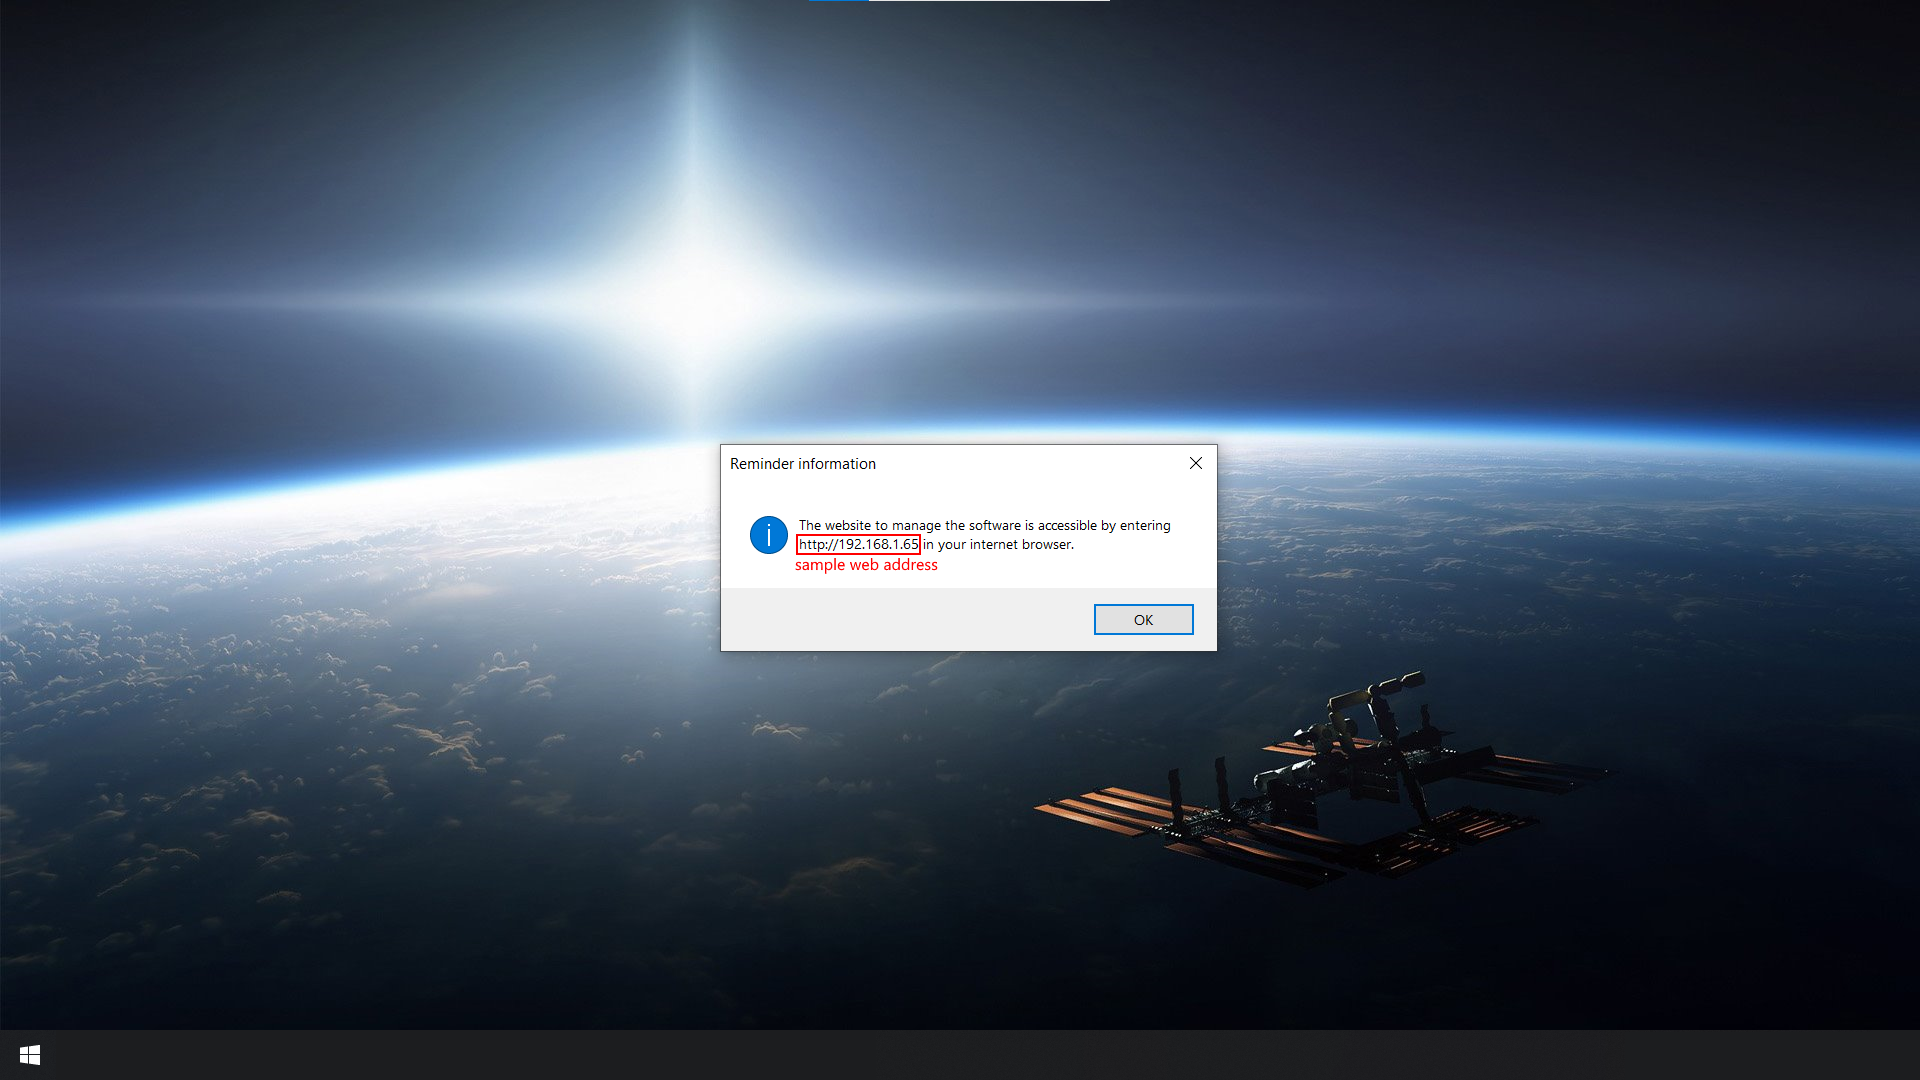 Reminder information
The website to manage the software is accessible by entering
http://192.168.1.65 in your internet browser.
sample web address
OK